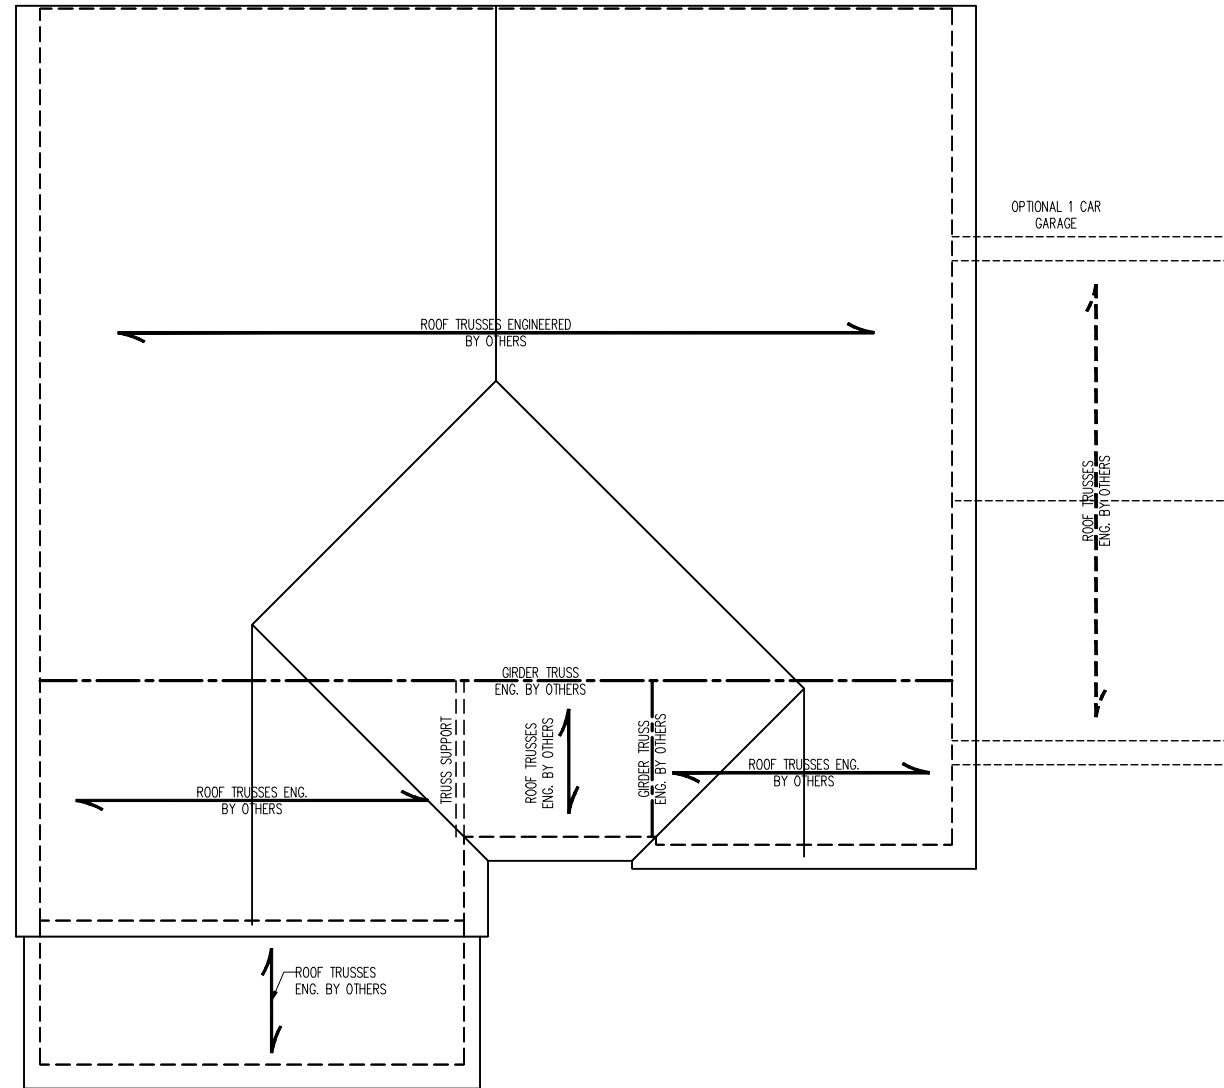 OPTIONAL 1 CAR
GARAGE
ROOF TRUSSES ENGINEERED
BY OTHERS
ROOF TRUSSES
ENG. BY OTHERS
GIRDER TRUSS
ENG. BY OTHERS
TRUSS SUPPORT
ROOF TRUSSES
ENG. BY OTHERS
GIRDER TRUSS
ENG. BY OTHERS
ROOF TRUSSES ENG.
BY OTHERS
ROOF TRUSSES ENG.
BY OTHERS
ROOF TRUSSES
ENG. BY OTHERS